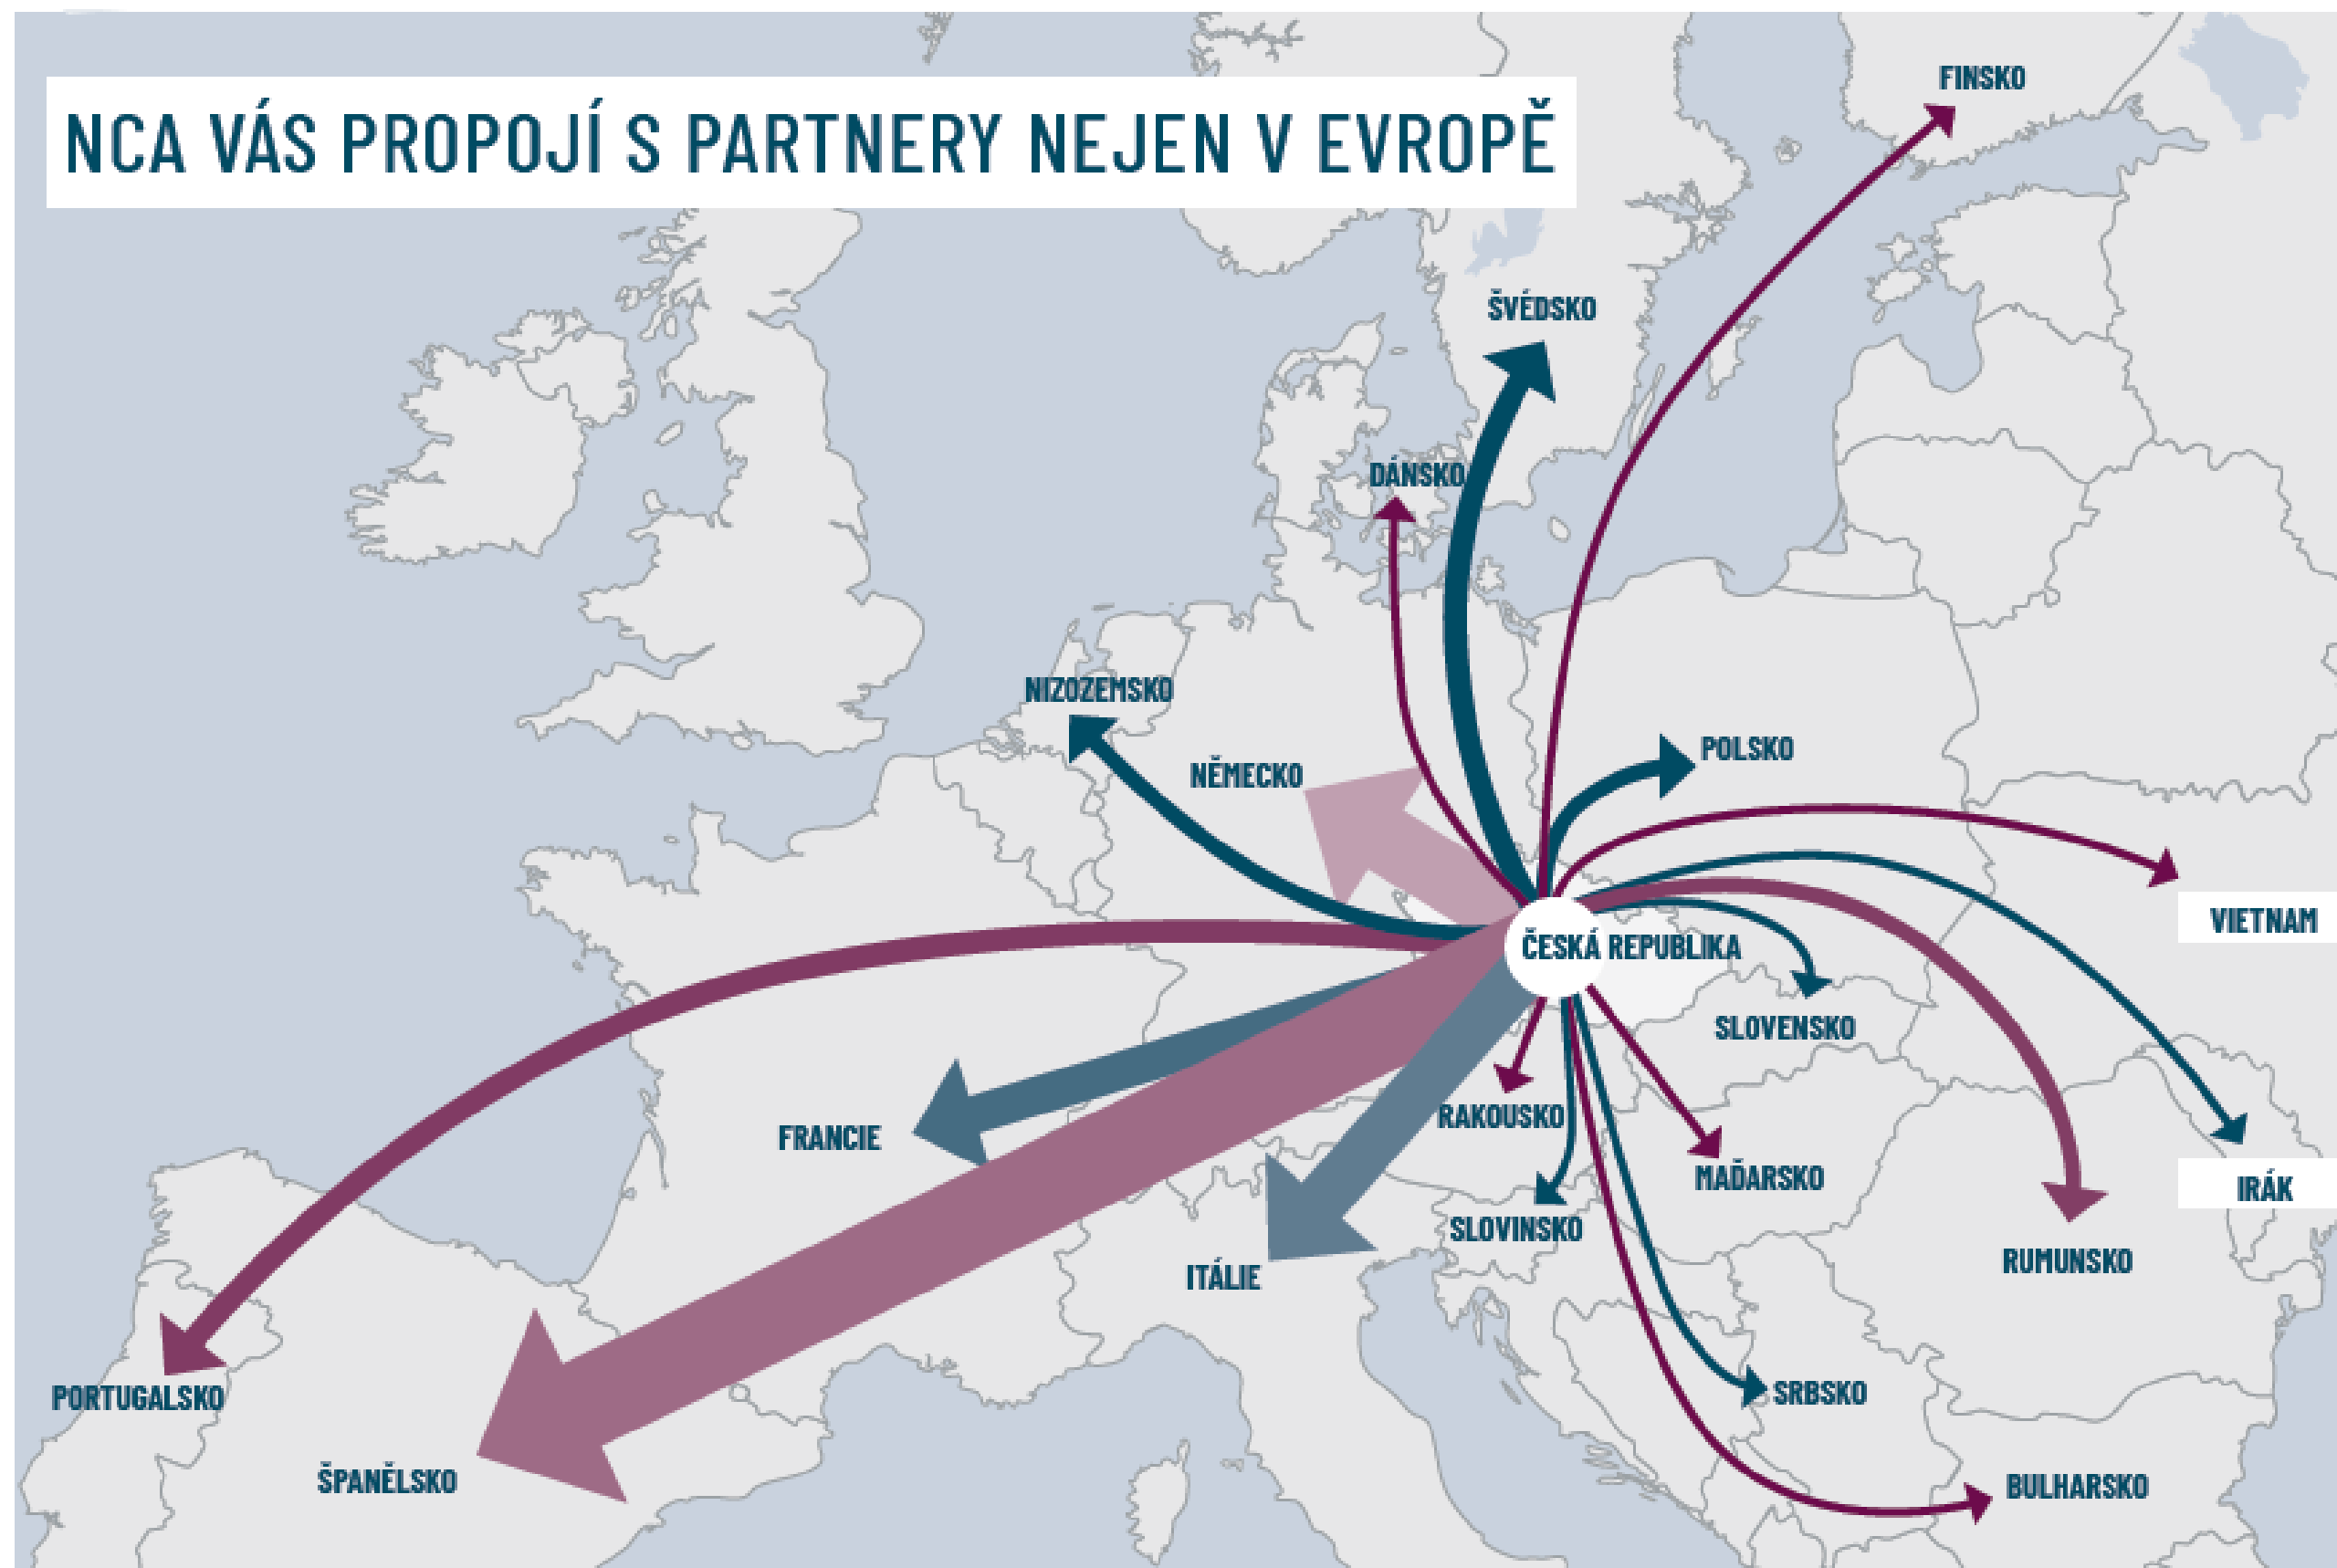 NCA VÁS PROPOJÍ S PARTNERY NEJEN V EVROPĚ
FINSKO
ŠVÉDSKO
DÁNSKO
NIZOZEMSKO
NĚMECKO
POLSKO
VIETNAM
ČESKÁ REPUBLIKA
SLOVENSKO
RAKOUSKO
FRANCIE
MAĎARSKO
IRÁK
SLOVINSKO
RUMUNSKO
ITÁLIE
SRBSKO
PORTUGALSKO
ŠPANĚLSKO
BULHARSKO